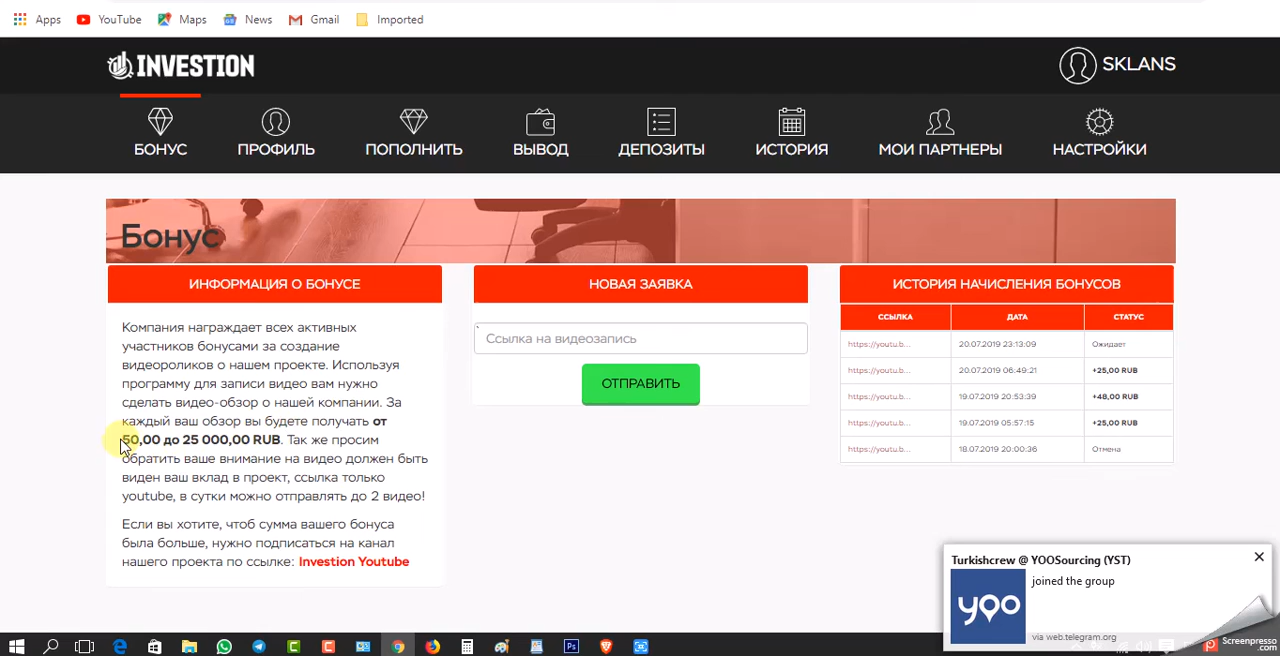 Apps YouTube Maps News Gmail Imported
INVESTION
SKLANS
БОНУС ПРОФИЛЬ ПОПОЛНИТЬ ВЫВОД ДЕПОЗИТЫ ИСТОРИЯ МОИ ПАРТНЕРЫ НАСТРОЙКИ
Бонус
ИНФОРМАЦИЯ О БОНУСЕ
Компания награждает всех активных
участников бонусами за создание
видеороликов о нашем проекте. Используя
программу для записи видео вам нужно
сделать видео-обзор о нашей компании. За
каждый ваш обзор вы будете получать от
50,00 до 25 000,00 RUB. Так же просим
обратить ваше внимание на видео должен быть
виден ваш вклад в проект, ссылка только
youtube, в сутки можно отправлять до 2 видео!
Если вы хотите, чтоб сумма вашего бонуса
была больше, нужно подписаться на канал
нашего проекта по ссылке: Investion Youtube
НОВАЯ ЗАЯВКА
Ссылка на видеозапись
ОТПРАВИТЬ
ИСТОРИЯ НАЧИСЛЕНИЯ БОНУСОВ
ССЫЛКА ДАТА СТАТУС
https://youtu.b... 20.07.2019 23:13:09 Ожидает
https://youtu.b... 20.07.2019 06:49:21 +25,00 RUB
https://youtu.b... 19.07.2019 20:53:39 +48,00 RUB
https://youtu.b... 19.07.2019 05:57:15 +25,00 RUB
https://youtu.b... 18.07.2019 20:00:36 Отмена
Turkishcrew @ YOOSourcing (YST)
joined the group
yoo
via web.telegram.org
Screenpresso
.com